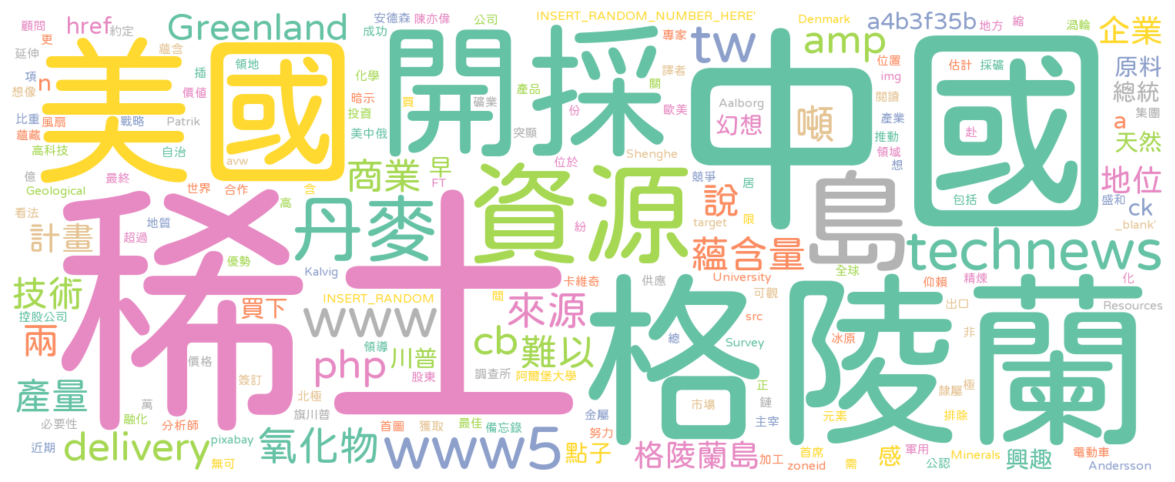 顧問 更 href 約定 Greenland 安德森 陳亦偉 公司 INSERT_RANDOM_NUMBER_HERE' Denmark a4b3f35b 地方 縮 渦輪 企業
延伸 蘊含 成功 專家 tw 譯者 amp
項 n 插 領地 化學 產品 關 位置 估計 採礦 原料
想像 美國 價值 開採 中國 img 總統
比重 風扇 戰略 Patrik 暗示 買 礦業 份 歐美 Aalborg 噸 閱讀 產業 集團
蘊藏 投資 幻想 a
高科技 自治 avw 美中俄 突顯 推動 赴 天然
億 最終 世界 合作 含 商業 早 FT 位於 Shenghe 競爭 居 領域 想
Geological 稀土 丹麥 資源 說 島 地位
看法 地質 高 紛 target 限 包括 盛和 ck
計畫 超過 蘊含量 technews _blank'
優勢 University 全球 仰賴 精煉 化
技術 Kalvig 卡維奇 供應 可觀 格陵蘭
控股公司 買下 INSERT_RANDOM 間 來源 出口 Resources
兩 www src 非
領導 cb 難以 總 Survey 冰原
價格 php 川普 調查所 正
產量 簽訂 股東 阿爾堡大學 鏈 隸屬 極
萬 北極 金屬 市場
必要性 融化 旗川普 獲取 最佳 備忘錄 主宰 元素 排除
分析師 首圖 努力
近期 delivery pixabay 氧化物 www5 點子 格陵蘭島 加工 首席 感 軍用 Minerals 電動車
無可 zoneid 需 公認 興趣 Andersson